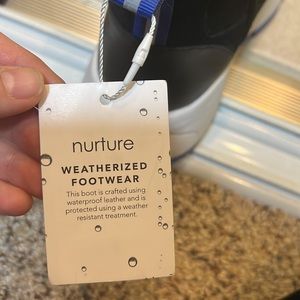 nurture
WEATHERIZED
FOOTWEAR
This boot is crafted using
waterproof leather and is
protected using a weather
resistant treatment.